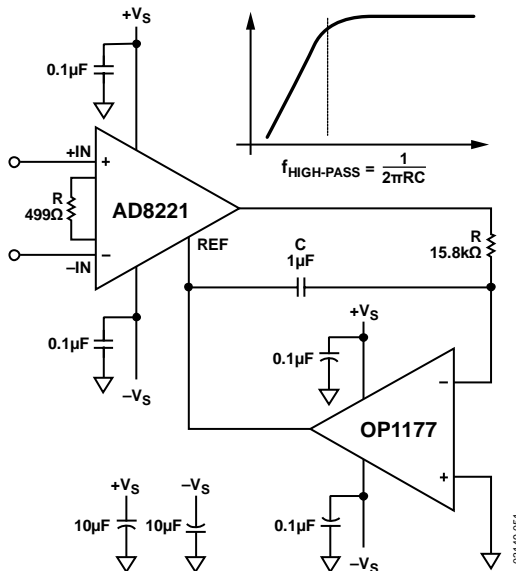 +VS
0.1µF
fHIGH-PASS = 1
2πRC
+IN
+
R
499Ω
AD8221
–
–IN
REF
C
1µF
R
15.8kΩ
+VS
0.1µF
0.1µF
–VS
–
OP1177
+
+VS
–VS
10µF
10µF
0.1µF
–VS